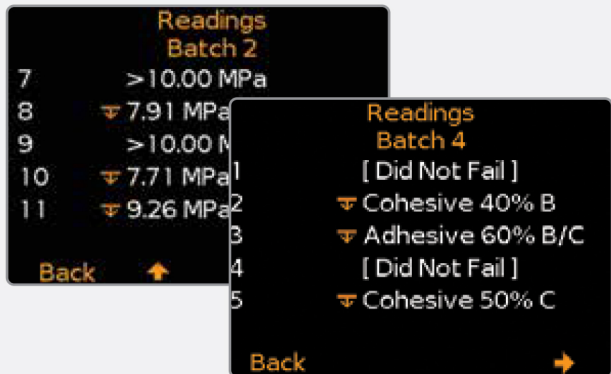 Readings
Batch 2
7 >10.00 MPa
8 7.91 MPa
9 >10.00
10 7.71 MPa
11 9.26 MPa
Back
Readings
Batch 4
1 [ Did Not Fail ]
2 Cohesive 40% B
3 Adhesive 60% B/C
4 [ Did Not Fail ]
5 Cohesive 50% C
Back